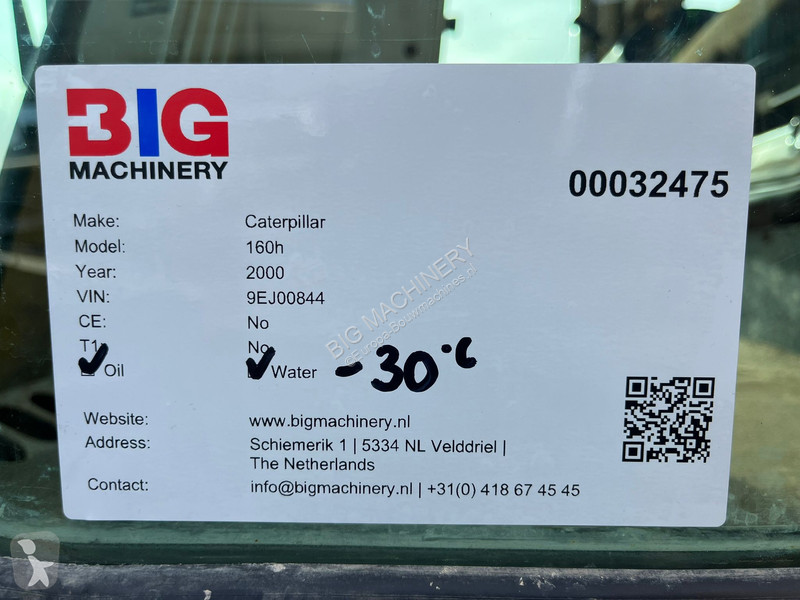 BIG
MACHINERY
00032475
Make: Caterpillar
Model: 160h
Year: 2000
VIN: 9EJ00844
CE: No
T1: No
✓ Oil ✓ Water -30°C
Website: www.bigmachinery.nl
Address: Schiemerik 1 | 5334 NL Velddriel |
The Netherlands
Contact: info@bigmachinery.nl | +31(0) 418 67 45 45
BIG MACHINERY